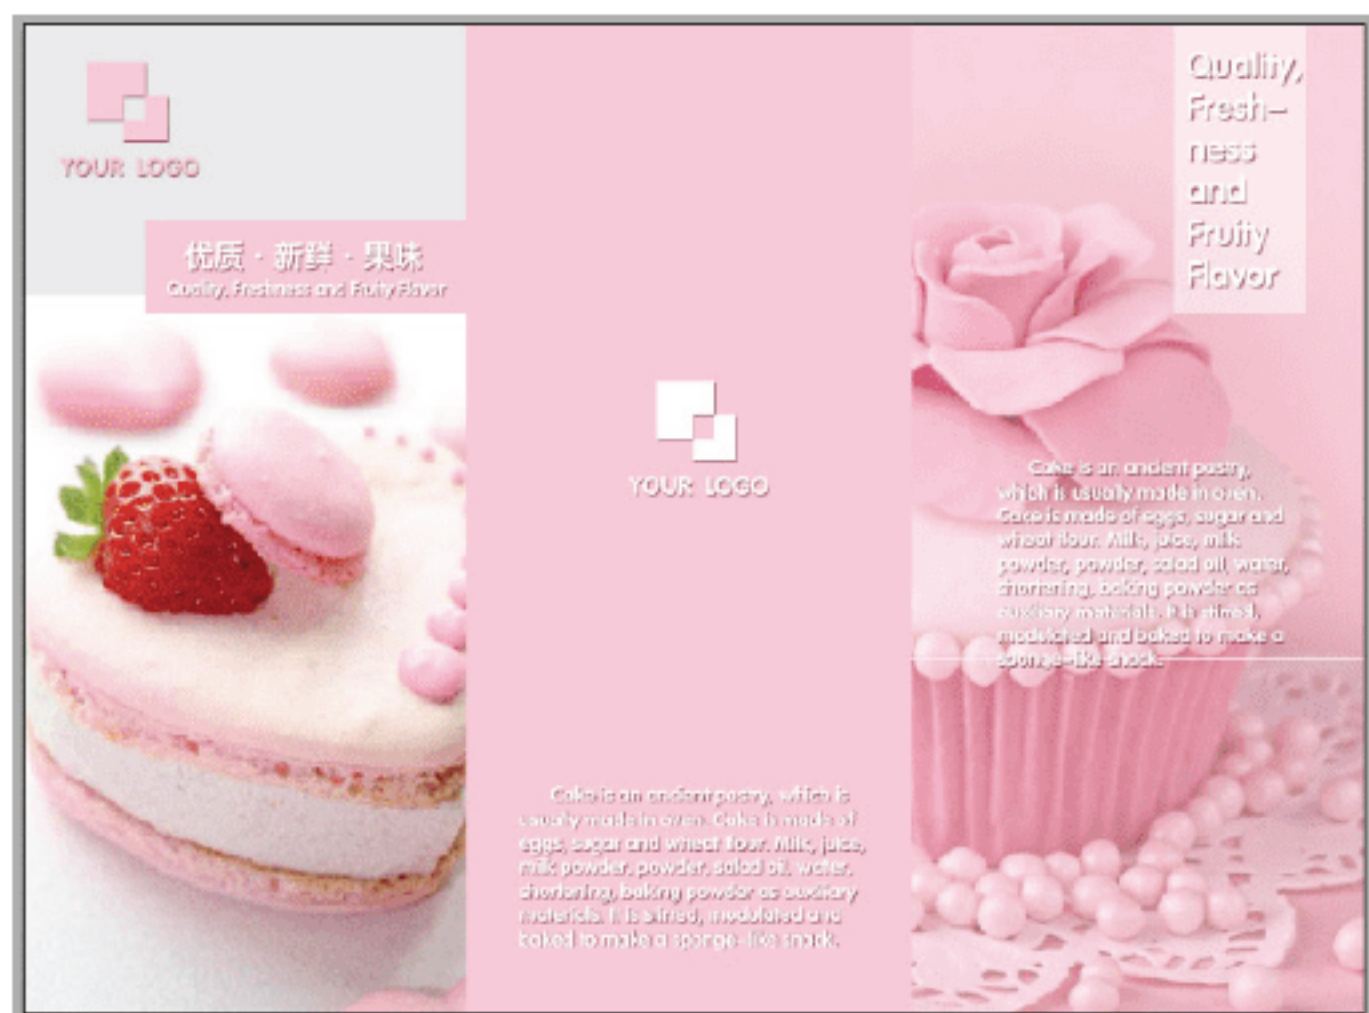 YOUR LOGO
优质·新鲜·果味
Quality, Freshness and Fruity Flavor
YOUR LOGO
Cake is an ancient pastry, which is
usually made in oven. Cake is made of
eggs, sugar and wheat flour. Milk, juice,
milk powder, powder, salad oil, water,
shortening, baking powder as auxiliary
materials. It is stirred, modulated and
baked to make a sponge-like snack.
Quality,
Fresh-
ness
and
Fruity
Flavor
Cake is an ancient pastry,
which is usually made in oven.
Cake is made of eggs, sugar and
wheat flour. Milk, juice, milk
powder, powder, salad oil, water,
shortening, baking powder as
auxiliary materials. It is stirred,
modulated and baked to make a
sponge-like snack.